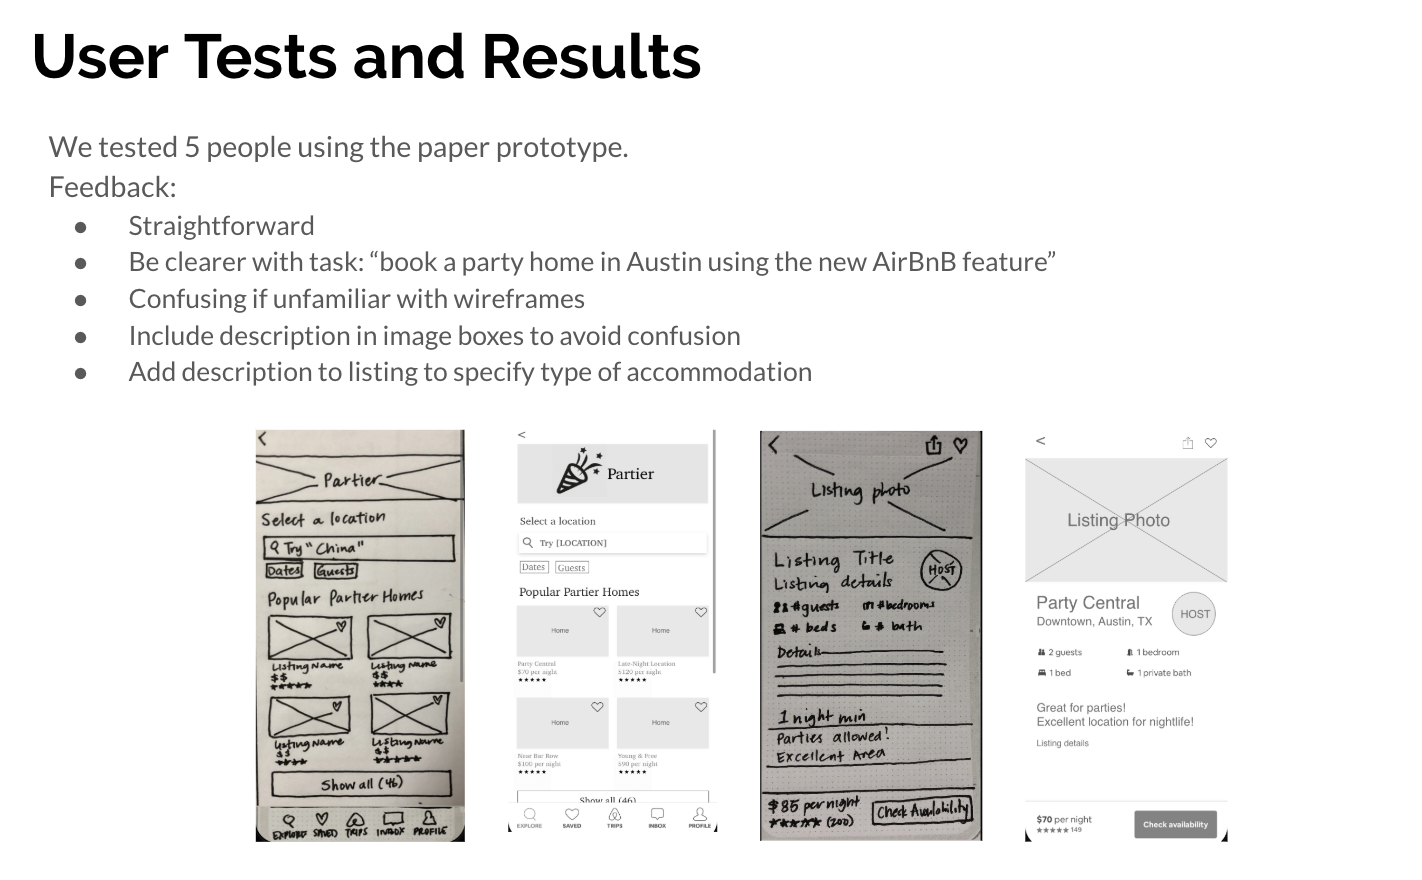 User Tests and Results
We tested 5 people using the paper prototype.
Feedback:
● Straightforward
● Be clearer with task: “book a party home in Austin using the new AirBnB feature”
● Confusing if unfamiliar with wireframes
● Include description in image boxes to avoid confusion
● Add description to listing to specify type of accommodation
<
Partier
Select a location
Try "China"
Dates Guests
Popular Partier Homes
Listing Name Listing Name
$$ $$
★★★★★ ★★★★
Listing Name Listing Name
$$ $$
★★★★ ★★★★★
Show all (46)
EXPLORE SAVED TRIPS INBOX PROFILE
<
Partier
Select a location
Try [LOCATION]
Dates Guests
Popular Partier Homes
Home Home
Party Central Late-Night Location
$70 per night $120 per night
★★★★★ ★★★★★
Home Home
Near Bar Row Young & Free
$100 per night $90 per night
★★★★★ ★★★★★
Show all (46)
EXPLORE SAVED TRIPS INBOX PROFILE
<
Listing photo
Listing Title
Listing details
HOST
#guests #bedrooms
# beds # bath
Details
1 night min
Parties allowed!
Excellent Area
$85 per night
★★★★★ (200)
Check Availability
<
Listing Photo
Party Central
Downtown, Austin, TX
HOST
2 guests 1 bedroom
1 bed 1 private bath
Great for parties!
Excellent location for nightlife!
Listing details
$70 per night
★★★★★ 149
Check availability